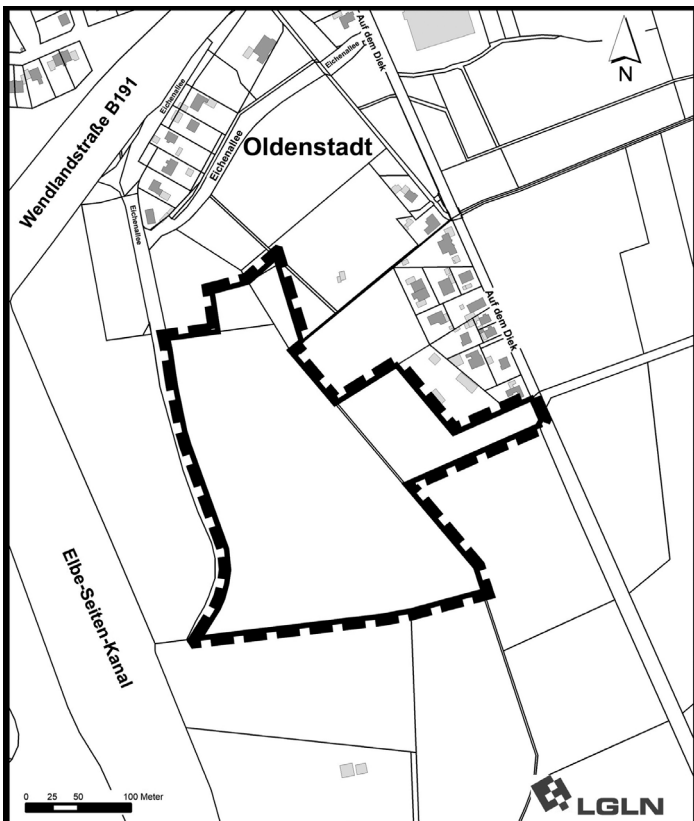 Auf dem Diek
N
Eichenallee
Eichenallee
Wendlandstraße B191
Oldenstadt
Eichenallee
Eichenallee
Auf dem Diek
Elbe-Seiten-Kanal
0 25 50 100 Meter
LGLN